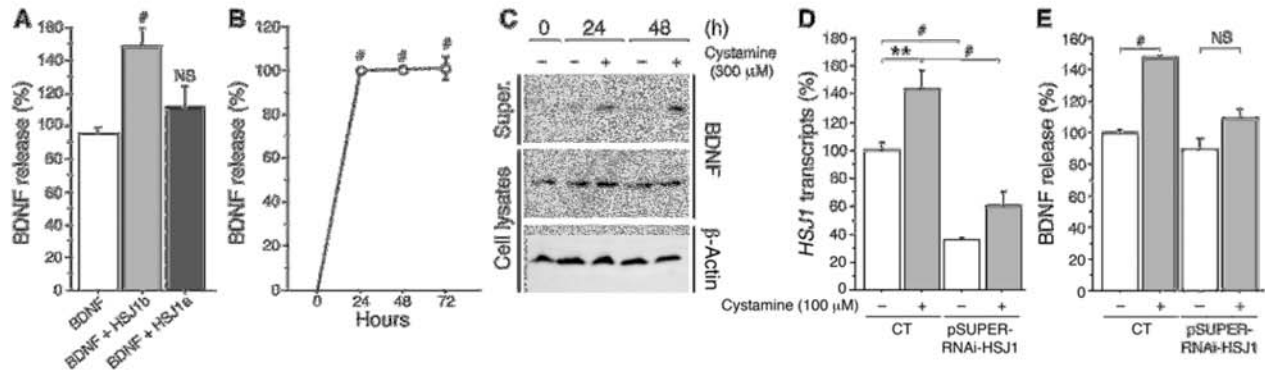 A
BDNF release (%)
180
160
140
120
100
80
60
40
20
0
#
NS
BDNF
BDNF + HSJ1b
BDNF + HSJ1a
B
BDNF release (%)
120
100
80
60
40
20
0
# # #
0 24 48 72
Hours
C
0 24 48 (h)
− − + − +
Cystamine
(300 μM)
Super.
Cell lysates
BDNF
β-Actin
D
HSJ1 transcripts (%)
180
160
140
120
100
80
60
40
20
0
#
** #
Cystamine (100 μM)
− + − +
CT pSUPER-
RNAi-HSJ1
E
BDNF release (%)
160
140
120
100
80
60
40
20
0
# NS
− + − +
CT pSUPER-
RNAi-HSJ1